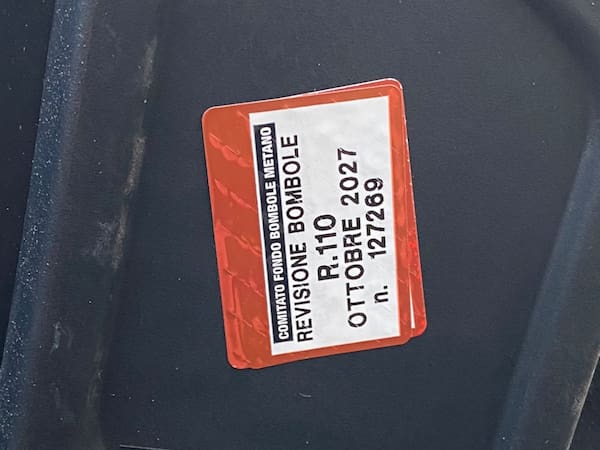 COMITATO FONDO BOMBOLE METANO
REVISIONE BOMBOLE
R.110
OTTOBRE 2027
n. 127269